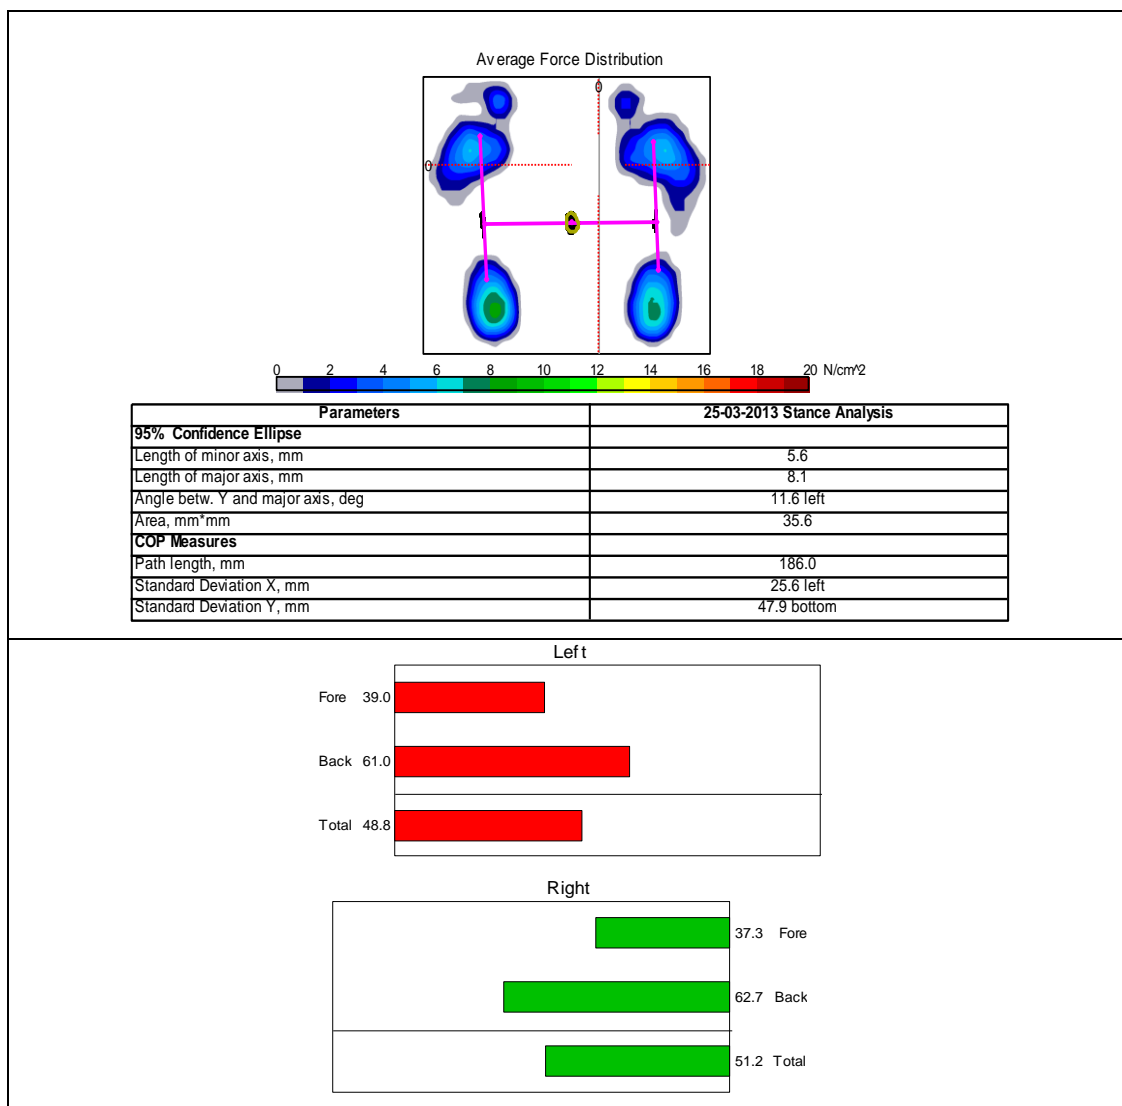 Average Force Distribution
0
0
0 2 4 6 8 10 12 14 16 18 20 N/cm^2
Parameters 25-03-2013 Stance Analysis
95% Confidence Ellipse
Length of minor axis, mm 5.6
Length of major axis, mm 8.1
Angle betw. Y and major axis, deg 11.6 left
Area, mm*mm 35.6
COP Measures
Path length, mm 186.0
Standard Deviation X, mm 25.6 left
Standard Deviation Y, mm 47.9 bottom
Left
Fore 39.0
Back 61.0
Total 48.8
Right
37.3 Fore
62.7 Back
51.2 Total